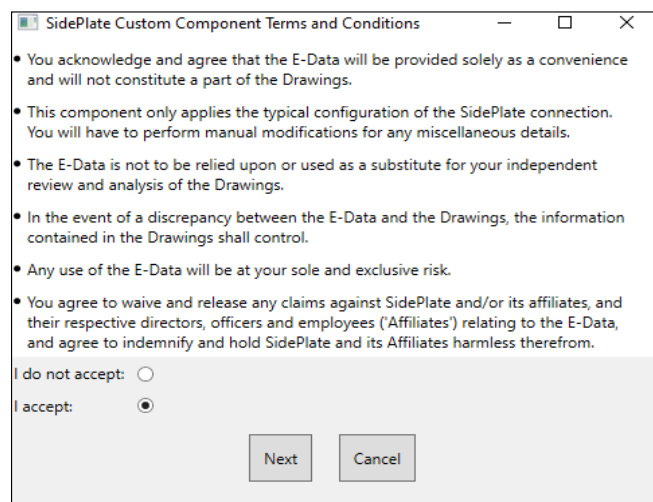 SidePlate Custom Component Terms and Conditions
• You acknowledge and agree that the E-Data will be provided solely as a convenience
and will not constitute a part of the Drawings.
• This component only applies the typical configuration of the SidePlate connection.
You will have to perform manual modifications for any miscellaneous details.
• The E-Data is not to be relied upon or used as a substitute for your independent
review and analysis of the Drawings.
• In the event of a discrepancy between the E-Data and the Drawings, the information
contained in the Drawings shall control.
• Any use of the E-Data will be at your sole and exclusive risk.
• You agree to waive and release any claims against SidePlate and/or its affiliates, and
their respective directors, officers and employees ('Affiliates') relating to the E-Data,
and agree to indemnify and hold SidePlate and its Affiliates harmless therefrom.
I do not accept:
I accept:
Next Cancel